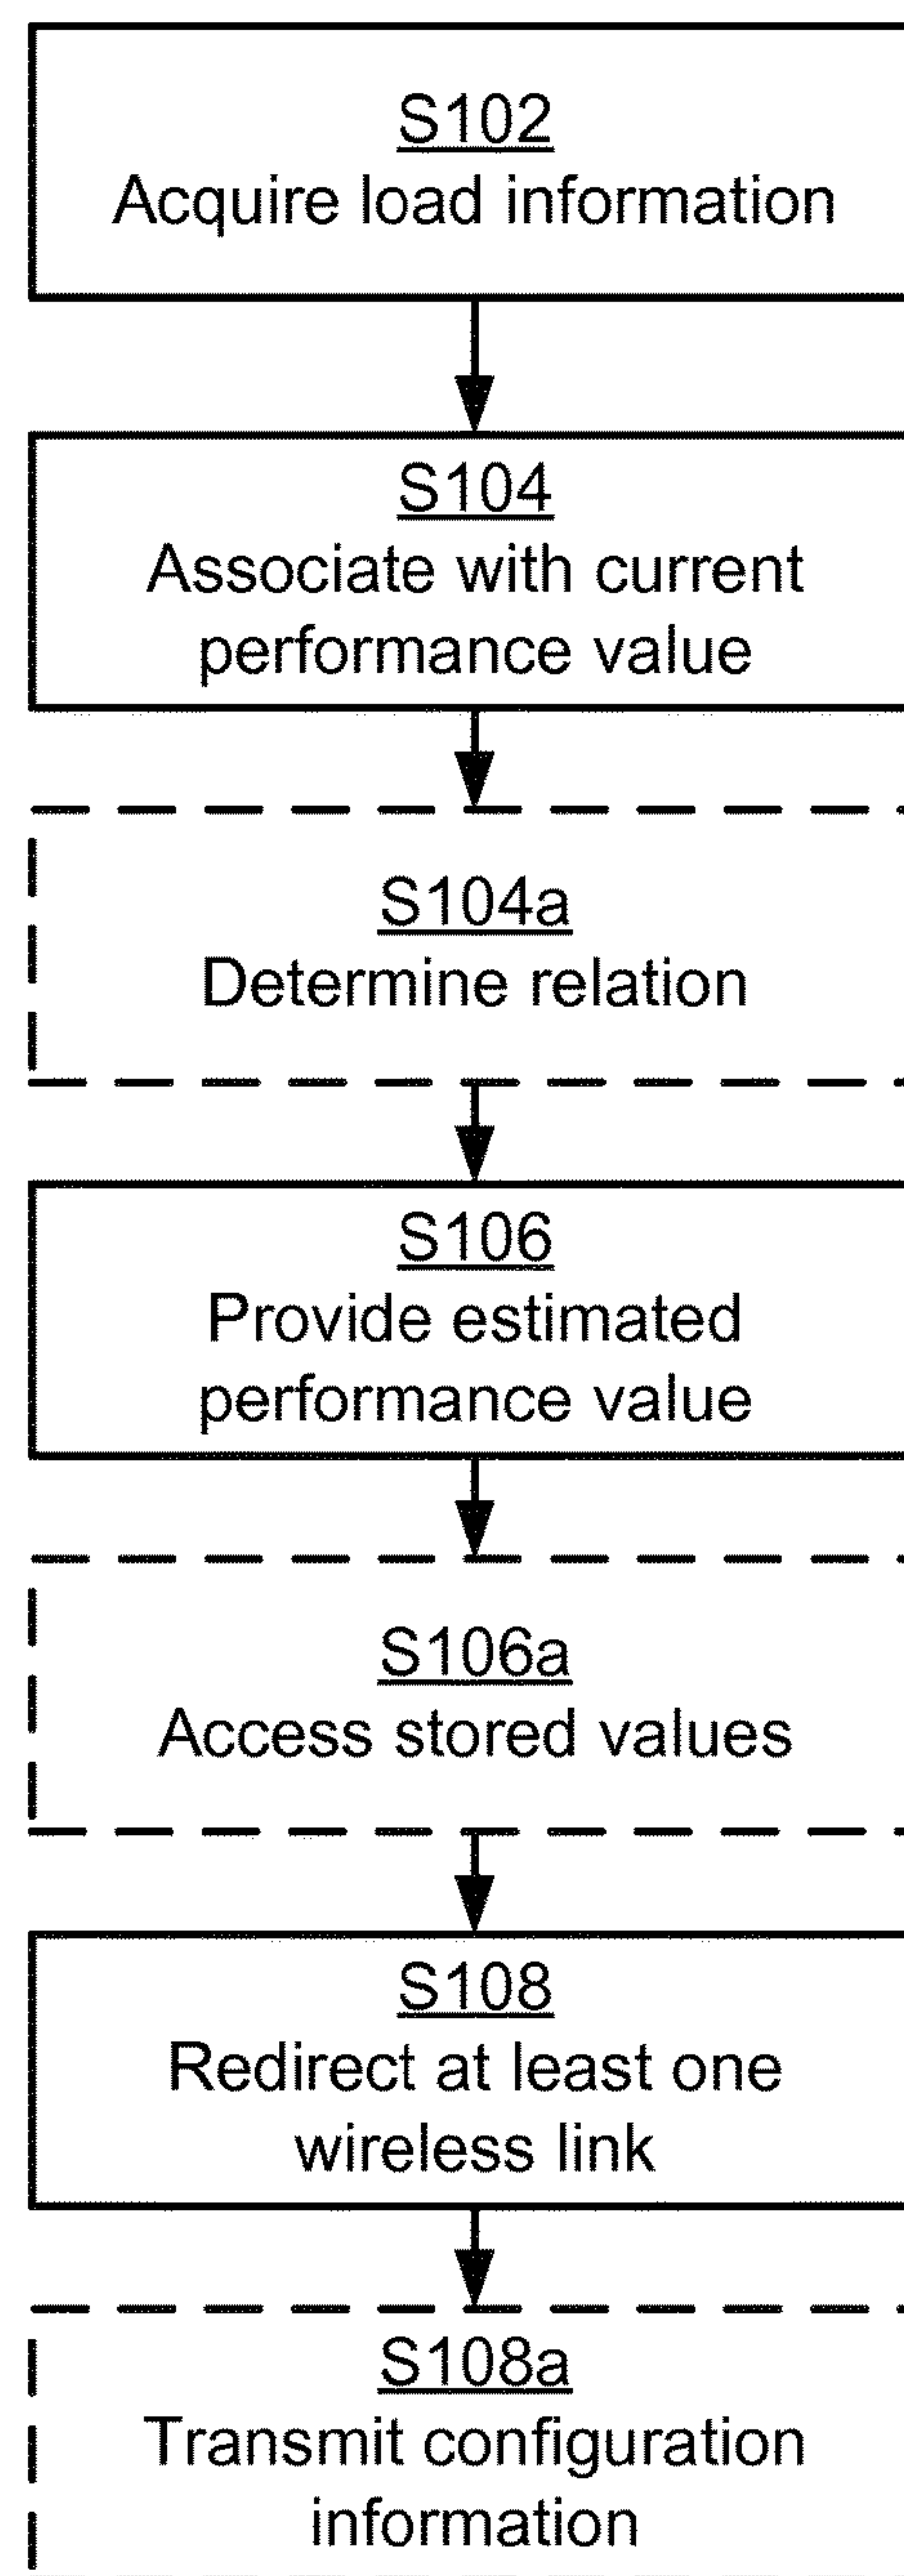 S102
Acquire load information
S104
Associate with current
performance value
S104a
Determine relation
S106
Provide estimated
performance value
S106a
Access stored values
S108
Redirect at least one
wireless link
S108a
Transmit configuration
information